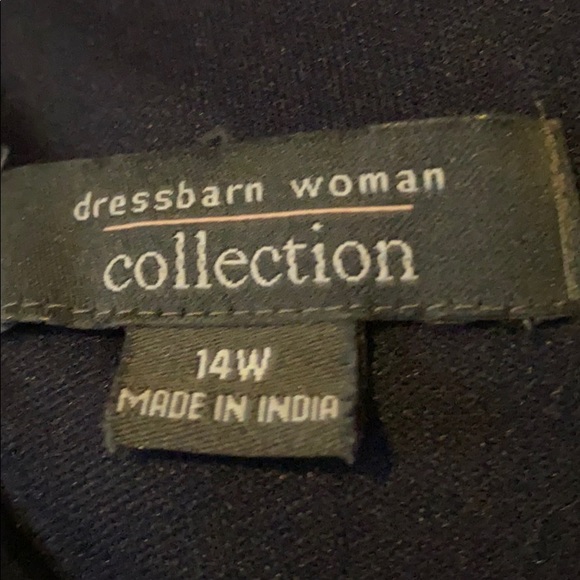 dressbarn woman
collection
14W
MADE IN INDIA